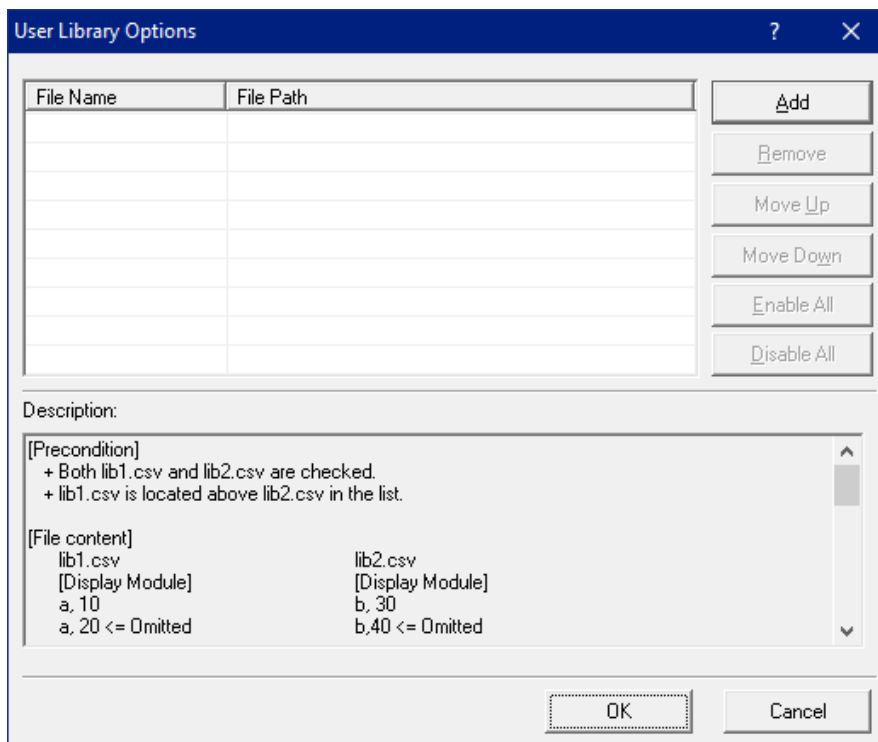 User Library Options ?
File Name File Path
Add
Remove
Move Up
Move Down
Enable All
Disable All
Description:
[Precondition]
+ Both lib1.csv and lib2.csv are checked.
+ lib1.csv is located above lib2.csv in the list.
[File content]
lib1.csv lib2.csv
[Display Module] [Display Module]
a, 10 b, 30
a, 20 <= Omitted b,40 <= Omitted
OK Cancel